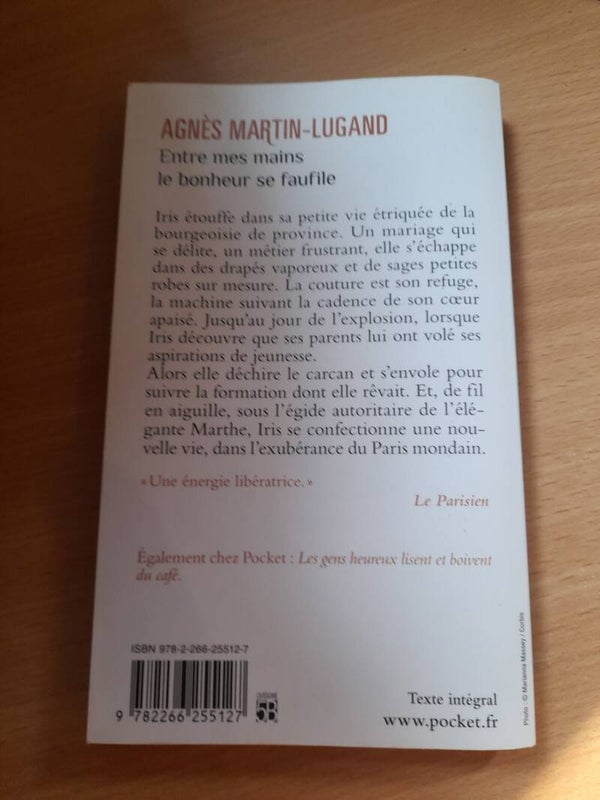 AGNÈS MARTIN-LUGAND
Entre mes mains
le bonheur se faufile
Iris étouffe dans sa petite vie étriquée de la
bourgeoisie de province. Un mariage qui
se délite, un métier frustrant, elle s'échappe
dans des drapés vaporeux et de sages petites
robes sur mesure. La couture est son refuge,
la machine suivant la cadence de son cœur
apaisé. Jusqu'au jour de l'explosion, lorsque
Iris découvre que ses parents lui ont volé ses
aspirations de jeunesse.
Alors elle déchire le carcan et s'envole pour
suivre la formation dont elle rêvait. Et, de fil
en aiguille, sous l'égide autoritaire de l'élé-
gante Marthe, Iris se confectionne une nou-
velle vie, dans l'exubérance du Paris mondain.
« Une énergie libératrice. »
Le Parisien
Également chez Pocket : Les gens heureux lisent et boivent
du café.
ISBN 978-2-266-25512-7
9 782266 255127
CATÉGORIE
5B
Texte intégral
www.pocket.fr
Photo : © Marianna Massey / Corbis